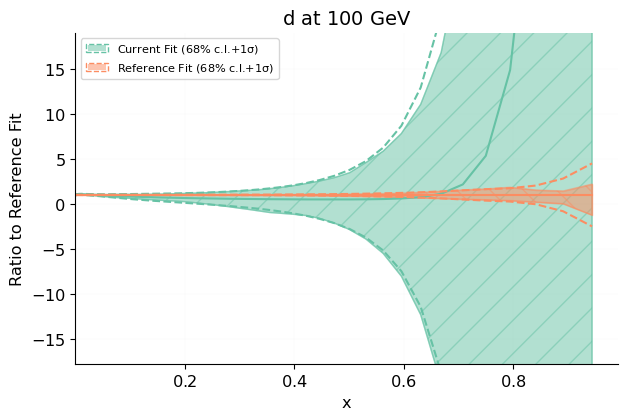 d at 100 GeV
Current Fit (68% c.l.+1σ)
Reference Fit (68% c.l.+1σ)
Ratio to Reference Fit
15
10
5
0
−5
−10
−15
0.2 0.4 0.6 0.8
x